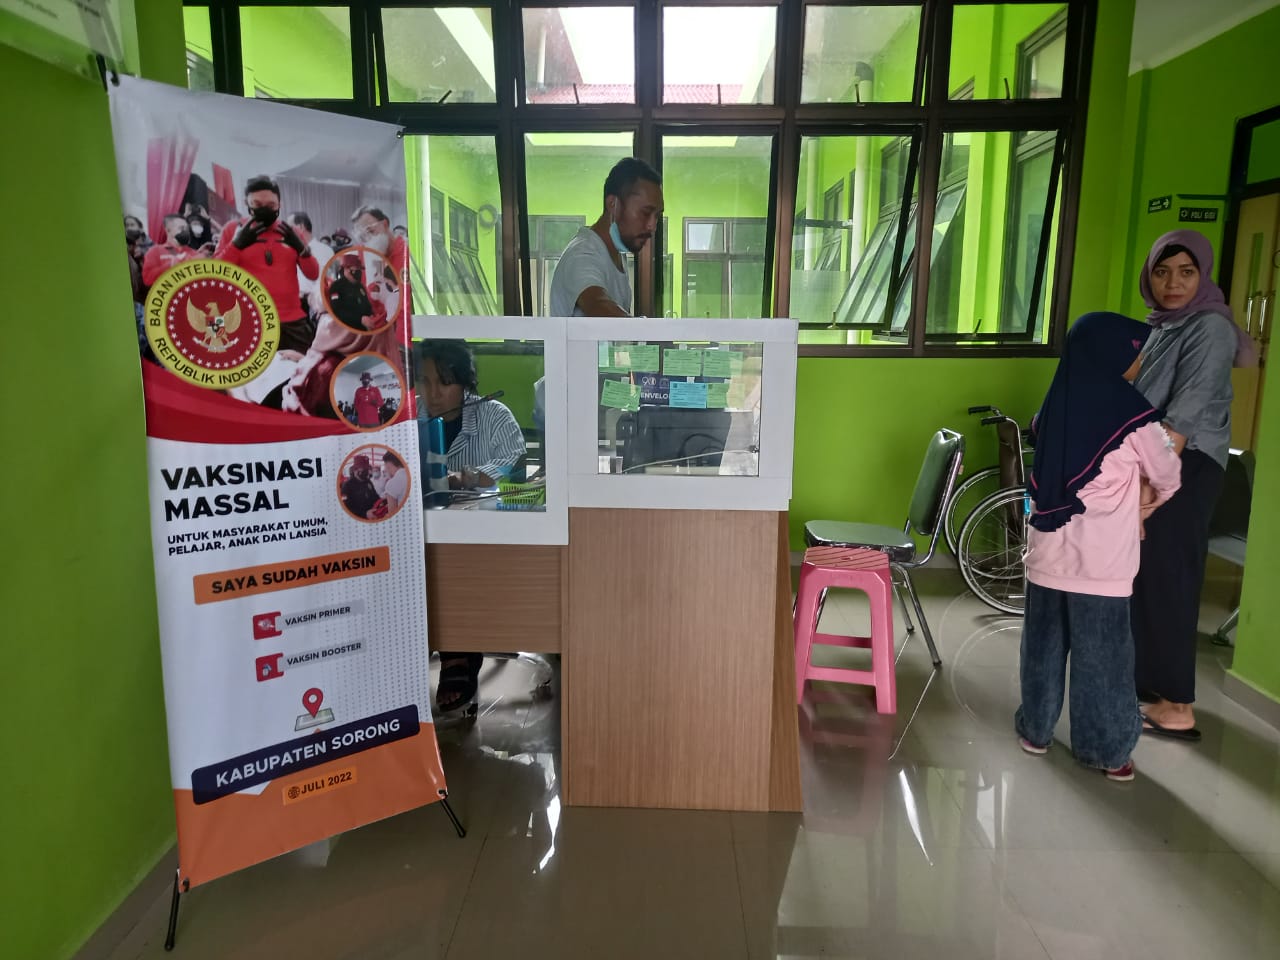 BADAN INTELIJEN NEGARA
REPUBLIK INDONESIA
VAKSINASI
MASSAL
UNTUK MASYARAKAT UMUM,
PELAJAR, ANAK DAN LANSIA
SAYA SUDAH VAKSIN
VAKSIN PRIMER
VAKSIN BOOSTER
KABUPATEN SORONG
JULI 2022
POLI GIGI